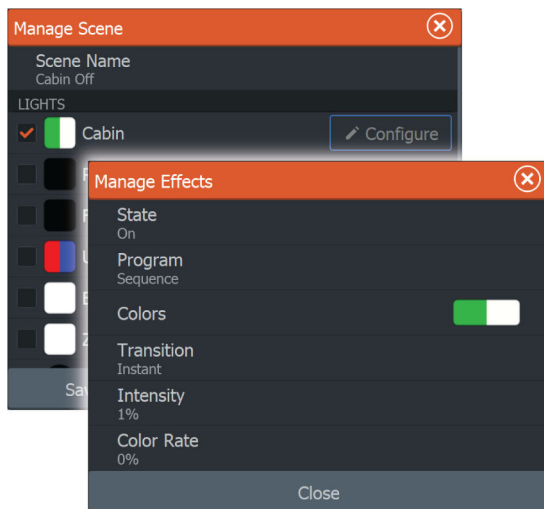 Manage Scene
Scene Name
Cabin Off
LIGHTS
Cabin
Configure
Manage Effects
State
On
Program
Sequence
Colors
Transition
Instant
Intensity
1%
Color Rate
0%
Close